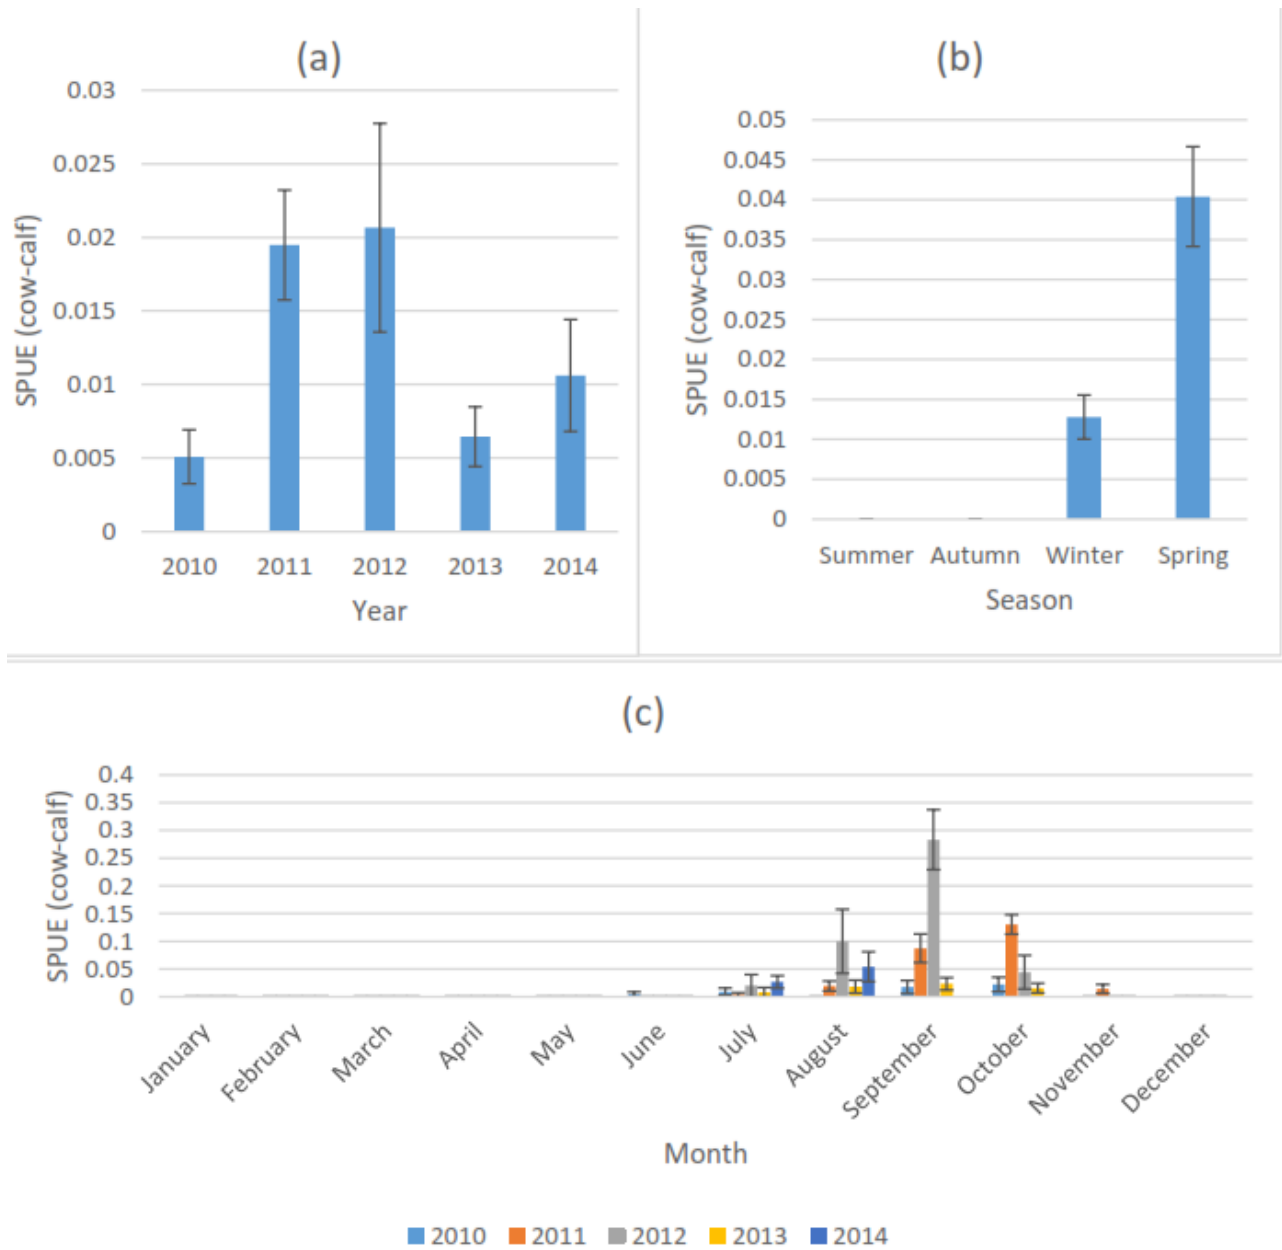 (a)
0.03
0.025
0.02
0.015
0.01
0.005
0
SPUE (cow-calf)
2010 2011 2012 2013 2014
Year
(b)
0.05
0.045
0.04
0.035
0.03
0.025
0.02
0.015
0.01
0.005
0
SPUE (cow-calf)
Summer Autumn Winter Spring
Season
(c)
0.4
0.35
0.3
0.25
0.2
0.15
0.1
0.05
0
SPUE (cow-calf)
January February March April May June July August September October November December
Month
2010 2011 2012 2013 2014